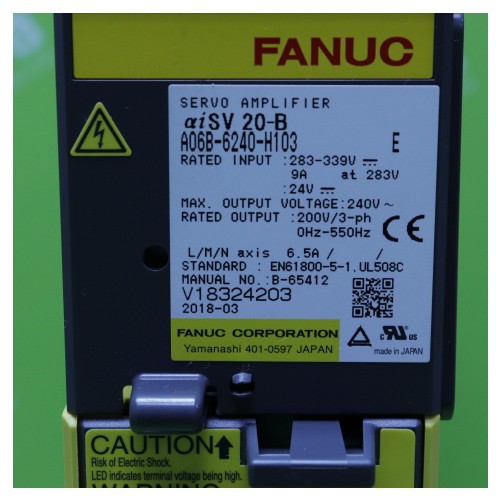 FANUC
SERVO AMPLIFIER
αiSV 20-B
A06B-6240-H103 E
RATED INPUT :283-339V ⎓
9A at 283V
:24V ⎓
MAX. OUTPUT VOLTAGE:240V ~
RATED OUTPUT :200V/3-ph
0Hz-550Hz
CE
L/M/N axis 6.5A / /
STANDARD : EN61800-5-1.UL508C
MANUAL NO.:B-65412
V18324203
2018-03
FANUC CORPORATION
Yamanashi 401-0597 JAPAN
c UL us
made in JAPAN
CAUTION
Risk of Electric Shock.
LED indicates terminal voltage being high.
WARNING